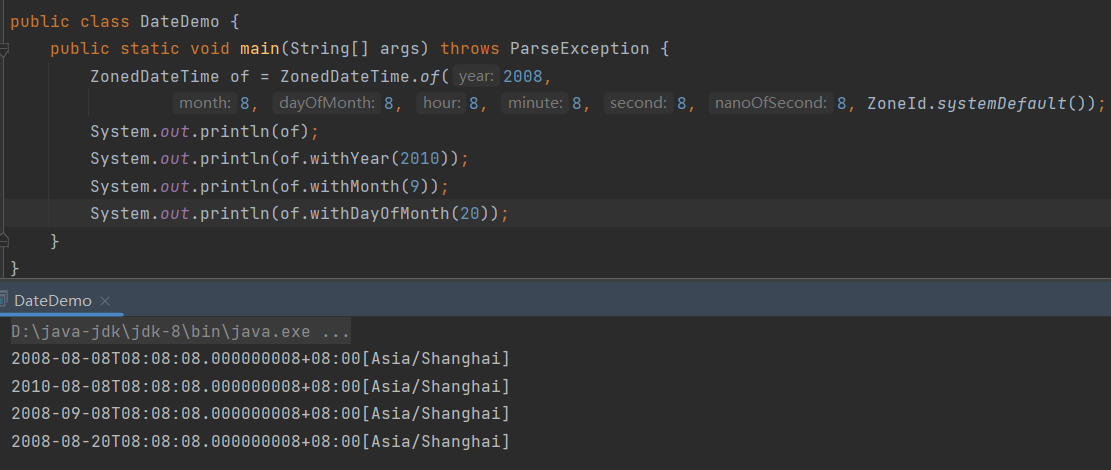 public class DateDemo {
public static void main(String[] args) throws ParseException {
ZonedDateTime of = ZonedDateTime.of( year: 2008,
month: 8, dayOfMonth: 8, hour: 8, minute: 8, second: 8, nanoOfSecond: 8, ZoneId.systemDefault());
System.out.println(of);
System.out.println(of.withYear(2010));
System.out.println(of.withMonth(9));
System.out.println(of.withDayOfMonth(20));
}
}
DateDemo ×
D:\java-jdk\jdk-8\bin\java.exe ...
2008-08-08T08:08:08.000000008+08:00[Asia/Shanghai]
2010-08-08T08:08:08.000000008+08:00[Asia/Shanghai]
2008-09-08T08:08:08.000000008+08:00[Asia/Shanghai]
2008-08-20T08:08:08.000000008+08:00[Asia/Shanghai]